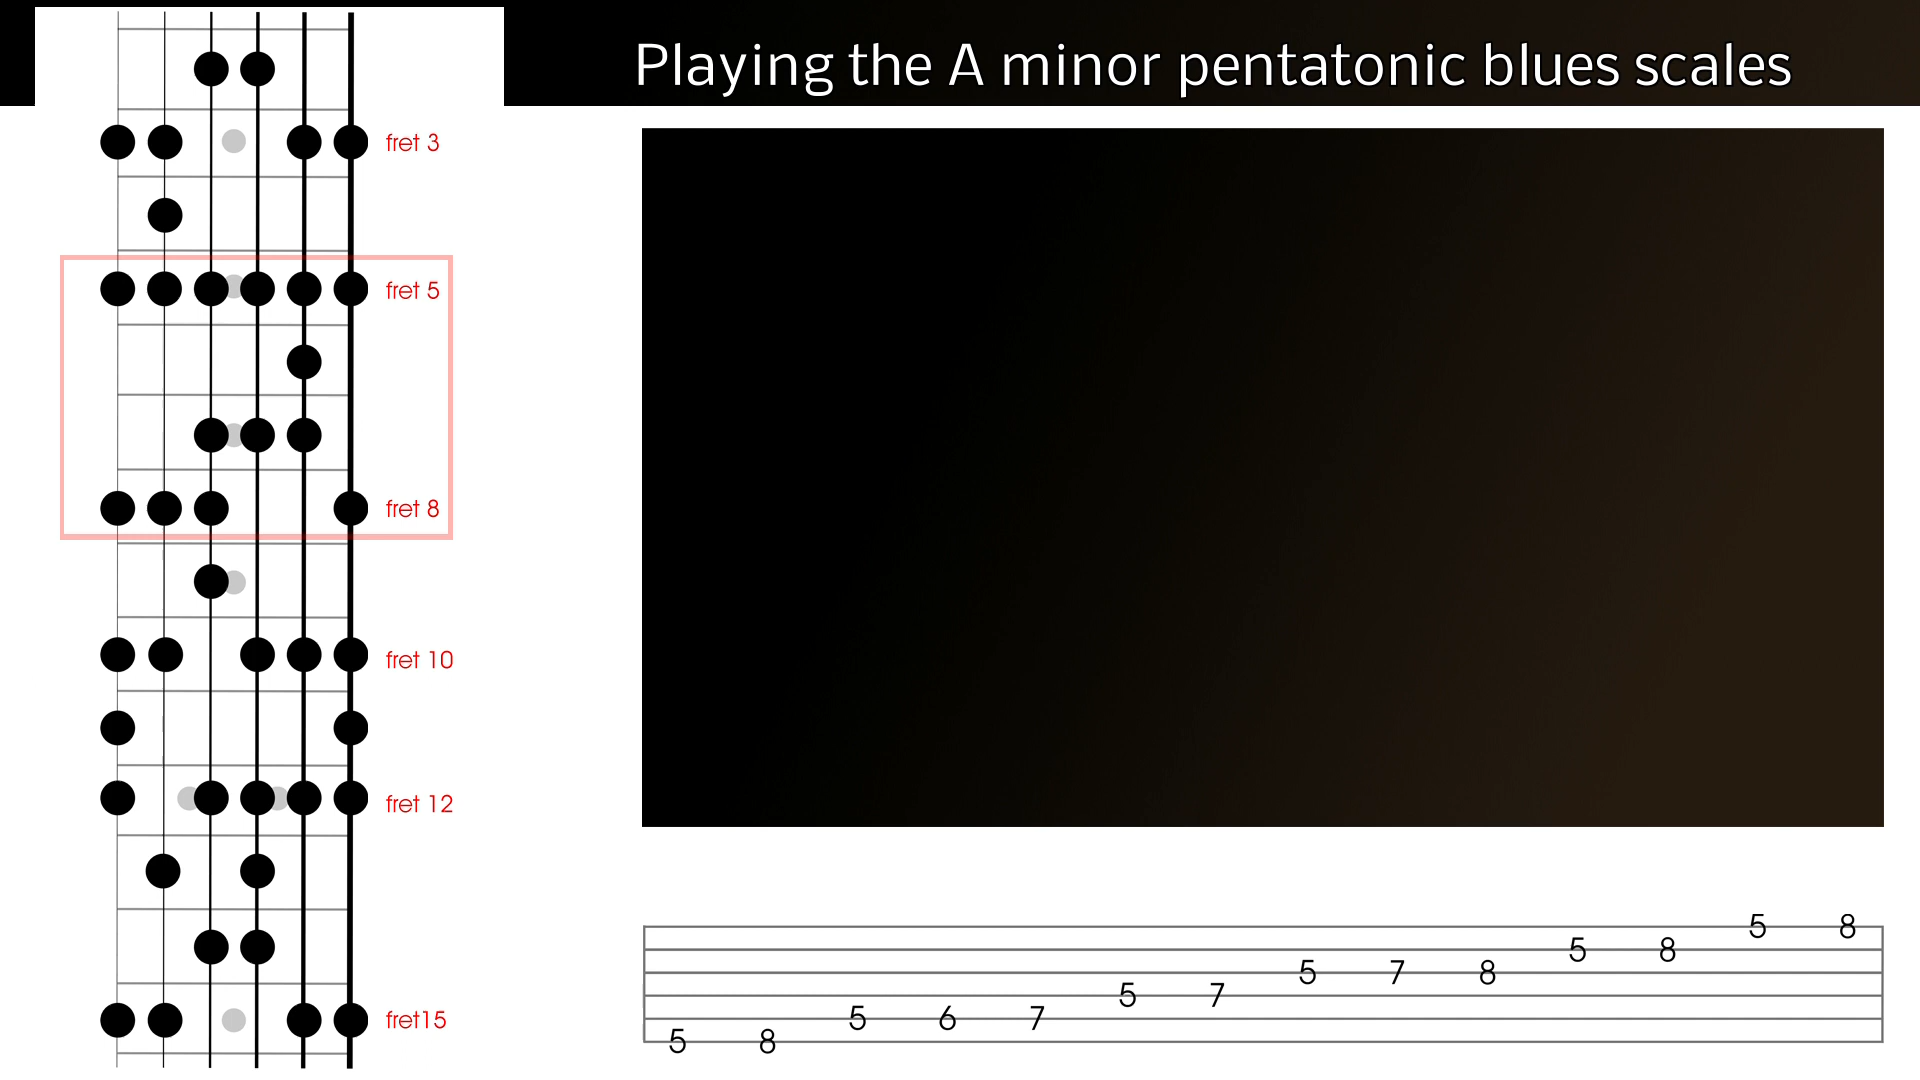 Playing the A minor pentatonic blues scales
fret 3
fret 5
fret 8
fret 10
fret 12
fret15
5 8
5 8
5 7 8
5 7
5 6 7
5 8